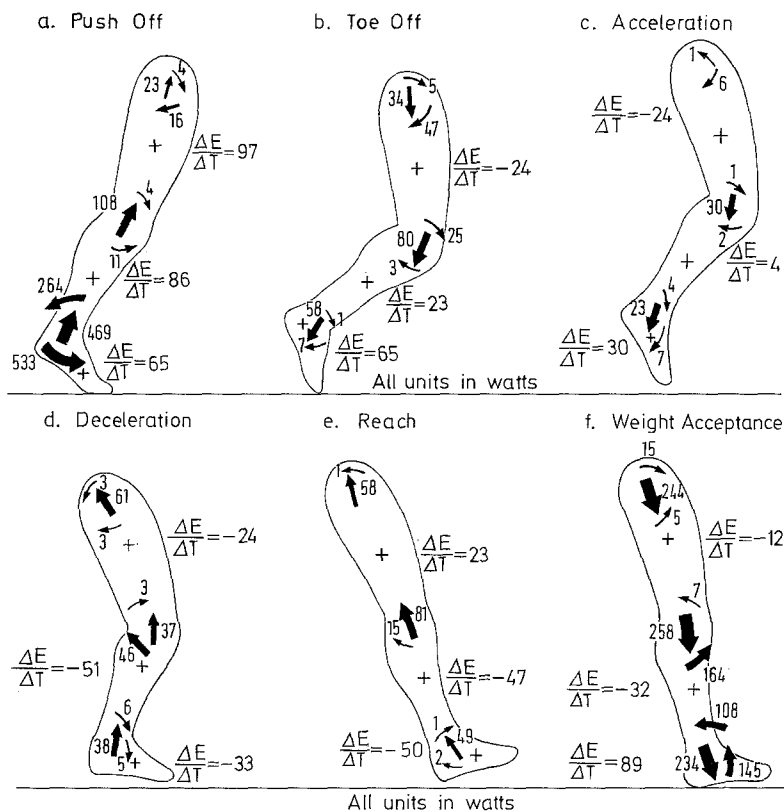 a. Push Off
b. Toe Off
c. Acceleration
4
23
16
ΔE/ΔT = 97
108
4
11
ΔE/ΔT = 86
264
469
533
ΔE/ΔT = 65
5
34
47
ΔE/ΔT = -24
80
25
3
ΔE/ΔT = 23
58
1
7
ΔE/ΔT = 65
1
6
ΔE/ΔT = -24
1
30
2
ΔE/ΔT = 4
4
23
7
ΔE/ΔT = 30
All units in watts
d. Deceleration
e. Reach
f. Weight Acceptance
3
61
3
ΔE/ΔT = -24
3
37
46
ΔE/ΔT = -51
6
38
5
ΔE/ΔT = -33
1
58
ΔE/ΔT = 23
81
15
ΔE/ΔT = -47
1
49
2
ΔE/ΔT = -50
15
244
5
ΔE/ΔT = -12
7
258
164
ΔE/ΔT = -32
108
234
145
ΔE/ΔT = 89
All units in watts